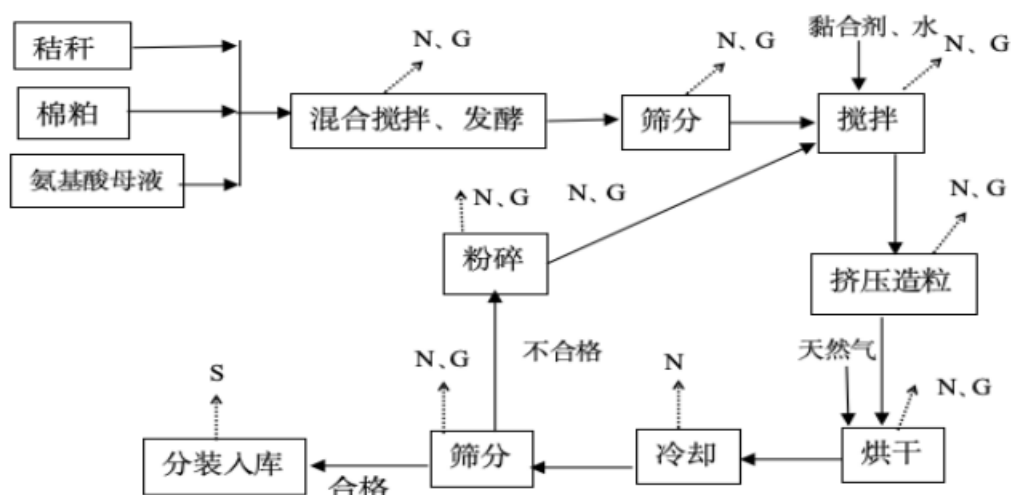 秸秆
棉粕
氨基酸母液
N、G
混合搅拌、发酵
N、G
筛分
黏合剂、水
N、G
搅拌
N、G
挤压造粒
天然气
N、G
烘干
N
冷却
N、G
筛分
不合格
N、G
粉碎
N、G
合格
S
分装入库